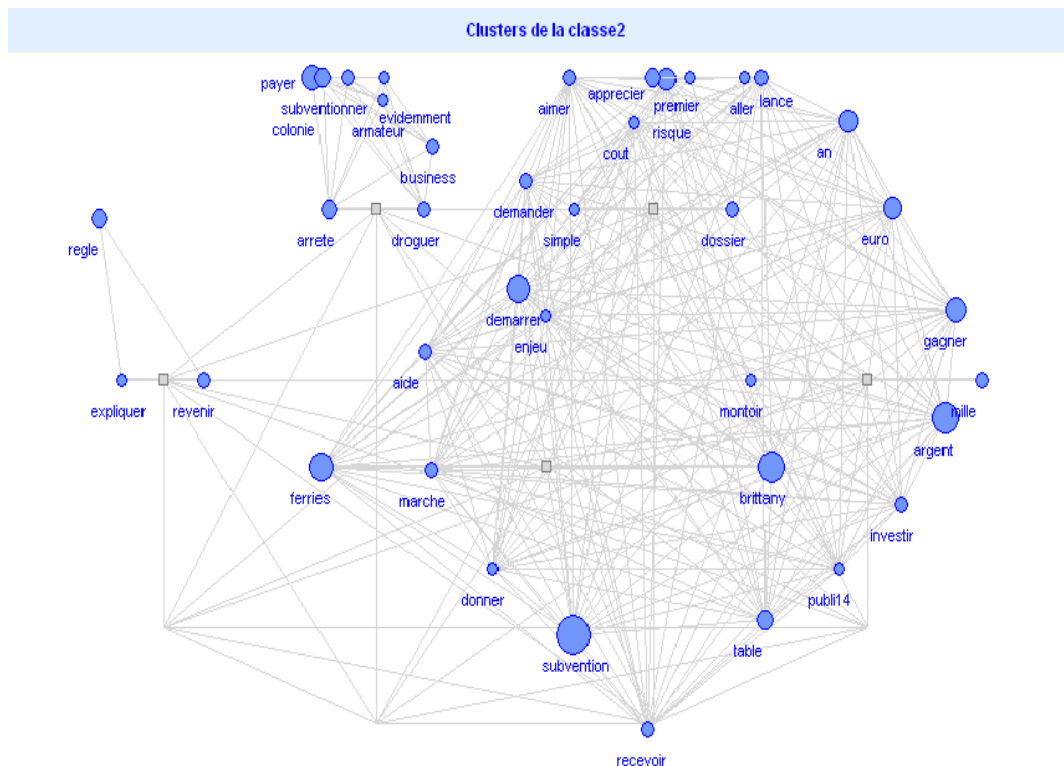 Clusters de la classe2
payer
subventionner
colonie
evidemment
armateur
business
aimer
apprecier
premier
aller
lance
risque
cout
an
regle
arrete
droguer
demander
simple
dossier
euro
demarrer
enjeu
gagner
aide
expliquer
revenir
montoir
mille
argent
ferries
marche
brittany
investir
donner
publi14
subvention
table
recevoir